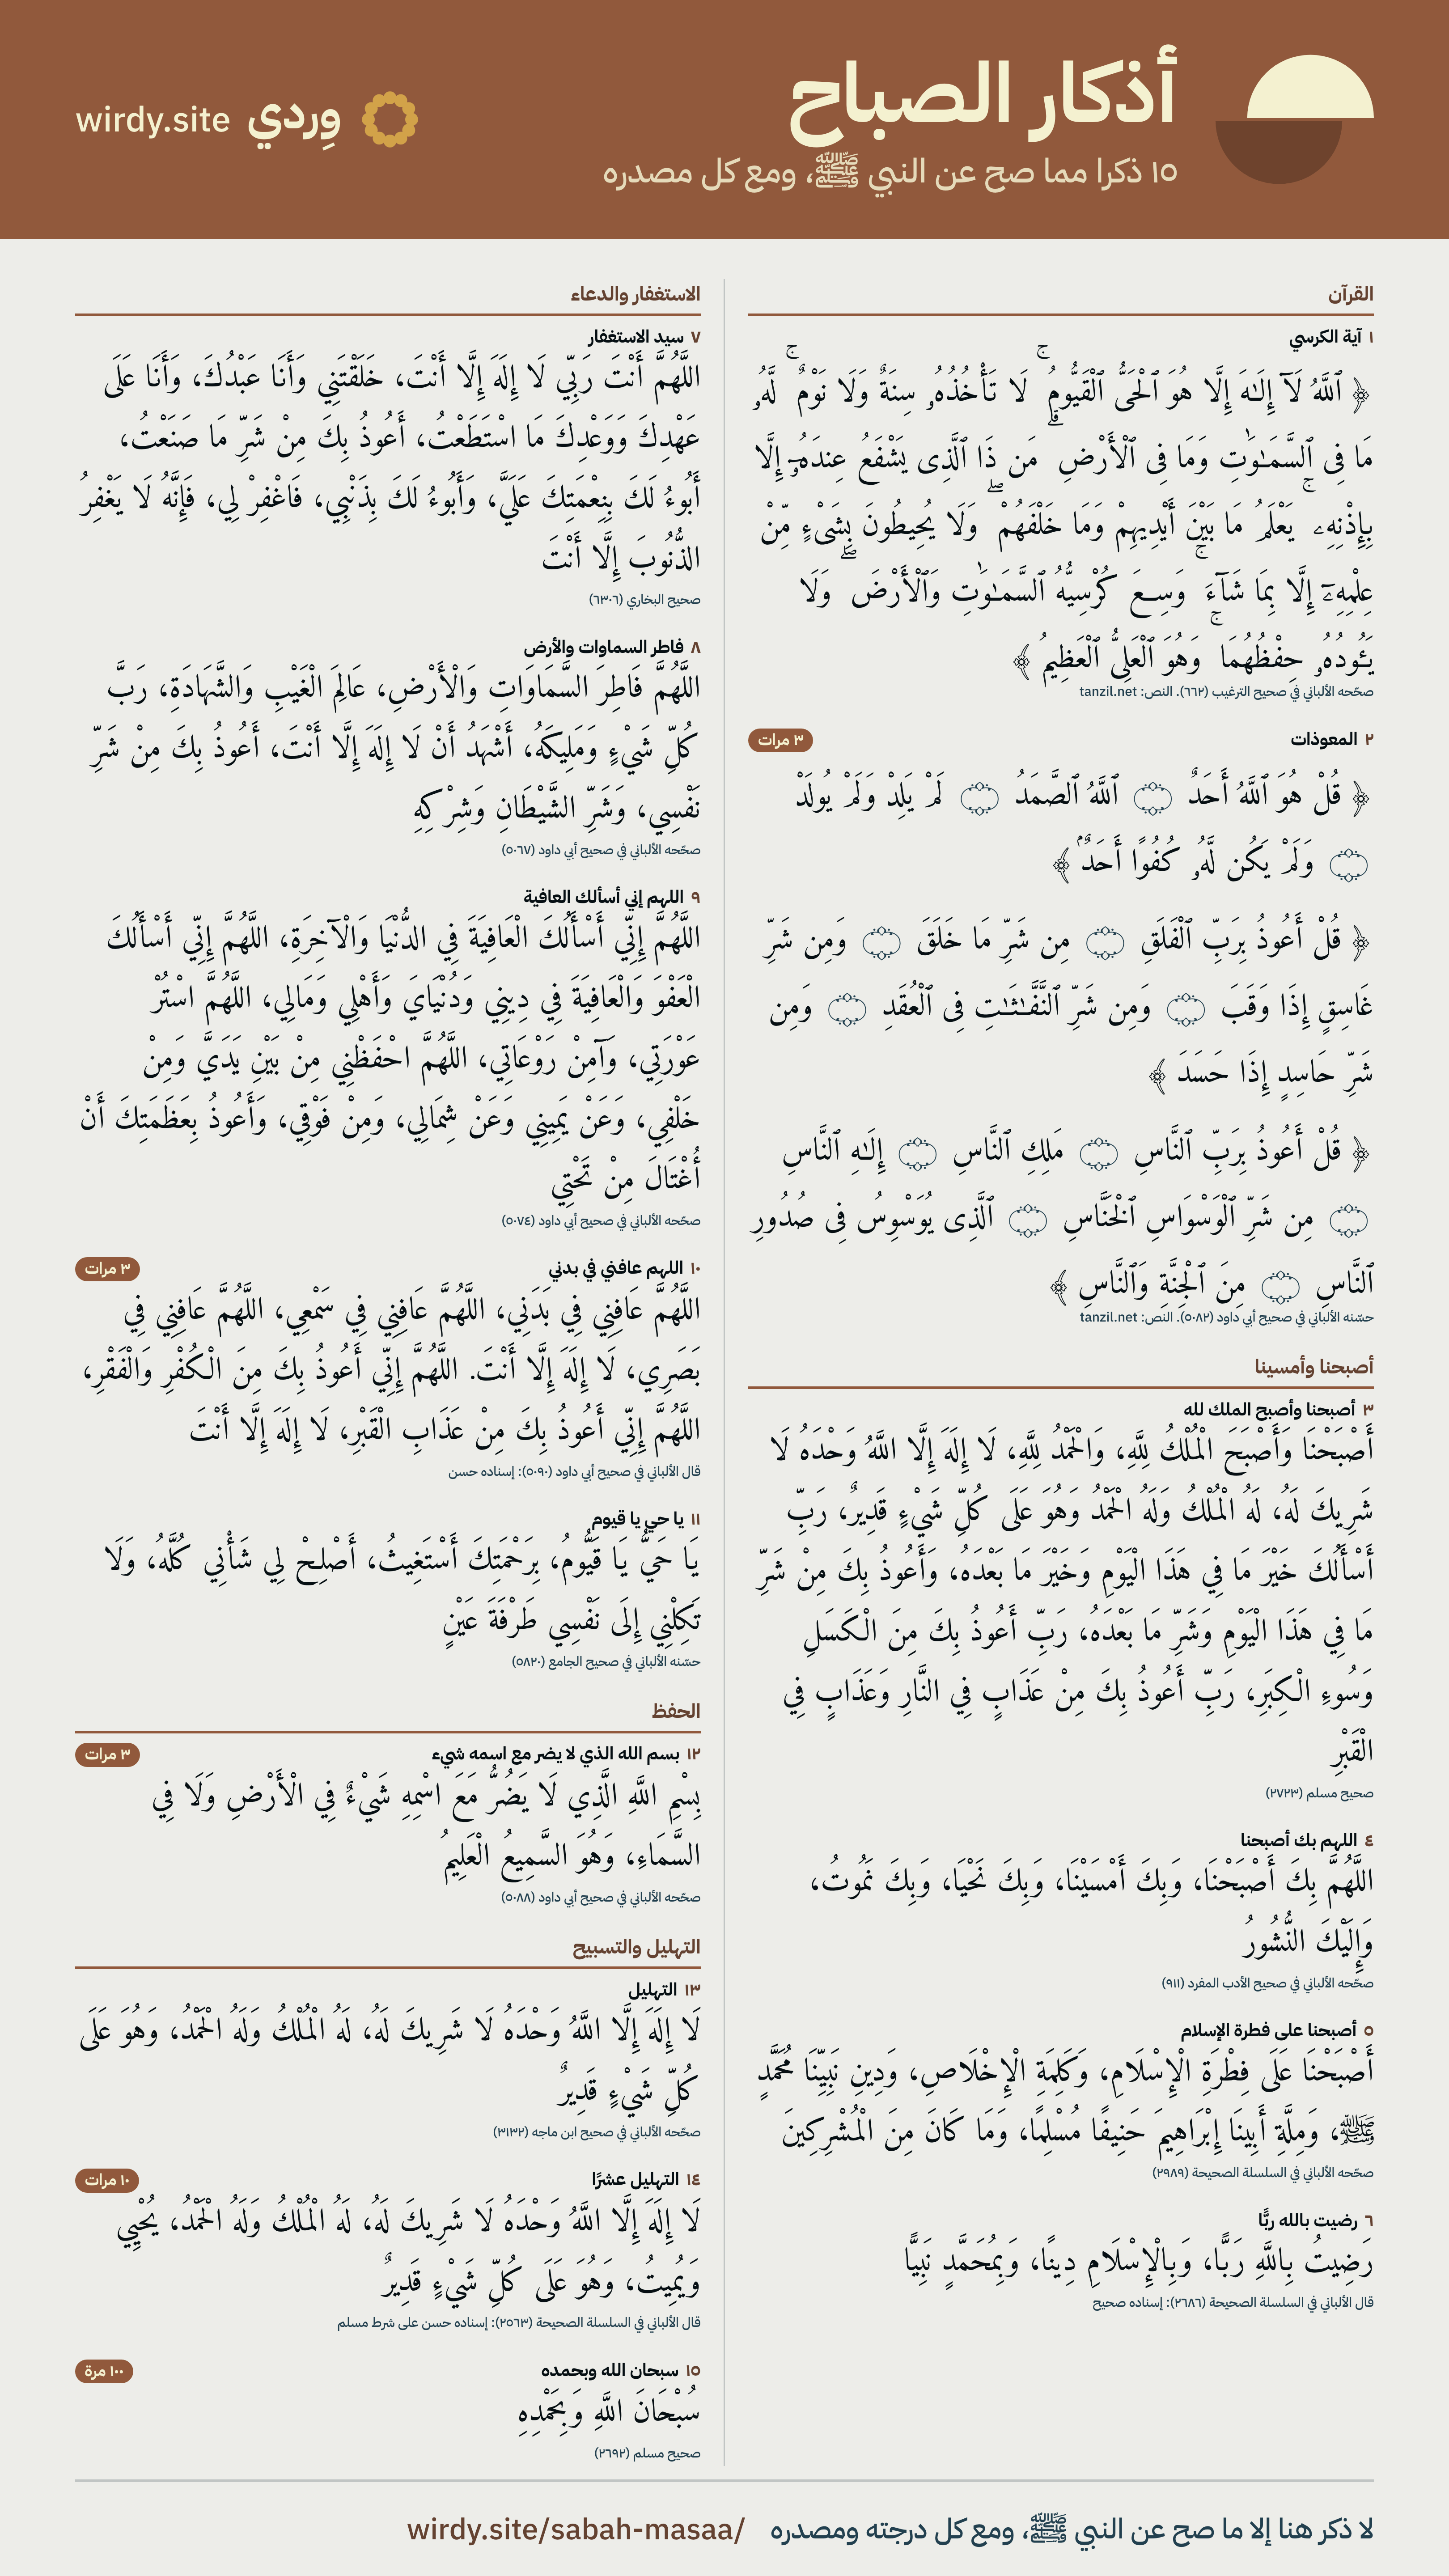 أذكار الصباح
١٥ ذكرا مما صح عن النبي ﷺ، ومع كل مصدره
وِردي wirdy.site
القرآن
١ آية الكرسي
﴿ ٱللَّهُ لَآ إِلَـٰهَ إِلَّا هُوَ ٱلْحَىُّ ٱلْقَيُّومُ ۚ لَا تَأْخُذُهُۥ سِنَةٌ وَلَا نَوْمٌ ۚ لَّهُۥ
مَا فِى ٱلسَّمَـٰوَٰتِ وَمَا فِى ٱلْأَرْضِ ۗ مَن ذَا ٱلَّذِى يَشْفَعُ عِندَهُۥٓ إِلَّا
بِإِذْنِهِۦ ۚ يَعْلَمُ مَا بَيْنَ أَيْدِيهِمْ وَمَا خَلْفَهُمْ ۖ وَلَا يُحِيطُونَ بِشَىْءٍ مِّنْ
عِلْمِهِۦٓ إِلَّا بِمَا شَآءَ ۚ وَسِعَ كُرْسِيُّهُ ٱلسَّمَـٰوَٰتِ وَٱلْأَرْضَ ۖ وَلَا
يَـُٔودُهُۥ حِفْظُهُمَا ۚ وَهُوَ ٱلْعَلِىُّ ٱلْعَظِيمُ ﴾
صحّحه الألباني في صحيح الترغيب (٦٦٢). النص: tanzil.net
٢ المعوذات
٣ مرات
﴿ قُلْ هُوَ ٱللَّهُ أَحَدٌ ۝ ٱللَّهُ ٱلصَّمَدُ ۝ لَمْ يَلِدْ وَلَمْ يُولَدْ
۝ وَلَمْ يَكُن لَّهُۥ كُفُوًا أَحَدٌۢ ﴾
﴿ قُلْ أَعُوذُ بِرَبِّ ٱلْفَلَقِ ۝ مِن شَرِّ مَا خَلَقَ ۝ وَمِن شَرِّ
غَاسِقٍ إِذَا وَقَبَ ۝ وَمِن شَرِّ ٱلنَّفَّـٰثَـٰتِ فِى ٱلْعُقَدِ ۝ وَمِن
شَرِّ حَاسِدٍ إِذَا حَسَدَ ﴾
﴿ قُلْ أَعُوذُ بِرَبِّ ٱلنَّاسِ ۝ مَلِكِ ٱلنَّاسِ ۝ إِلَـٰهِ ٱلنَّاسِ
۝ مِن شَرِّ ٱلْوَسْوَاسِ ٱلْخَنَّاسِ ۝ ٱلَّذِى يُوَسْوِسُ فِى صُدُورِ
ٱلنَّاسِ ۝ مِنَ ٱلْجِنَّةِ وَٱلنَّاسِ ﴾
حسّنه الألباني في صحيح أبي داود (٥٠٨٢). النص: tanzil.net
أصبحنا وأمسينا
٣ أصبحنا وأصبح الملك لله
أَصْبَحْنَا وَأَصْبَحَ الْمُلْكُ لِلَّهِ، وَالْحَمْدُ لِلَّهِ، لَا إِلَهَ إِلَّا اللَّهُ وَحْدَهُ لَا
شَرِيكَ لَهُ، لَهُ الْمُلْكُ وَلَهُ الْحَمْدُ وَهُوَ عَلَى كُلِّ شَيْءٍ قَدِيرٌ، رَبِّ
أَسْأَلُكَ خَيْرَ مَا فِي هَذَا الْيَوْمِ وَخَيْرَ مَا بَعْدَهُ، وَأَعُوذُ بِكَ مِنْ شَرِّ
مَا فِي هَذَا الْيَوْمِ وَشَرِّ مَا بَعْدَهُ، رَبِّ أَعُوذُ بِكَ مِنَ الْكَسَلِ
وَسُوءِ الْكِبَرِ، رَبِّ أَعُوذُ بِكَ مِنْ عَذَابٍ فِي النَّارِ وَعَذَابٍ فِي
الْقَبْرِ
صحيح مسلم (٢٧٢٣)
٤ اللهم بك أصبحنا
اللَّهُمَّ بِكَ أَصْبَحْنَا، وَبِكَ أَمْسَيْنَا، وَبِكَ نَحْيَا، وَبِكَ نَمُوتُ،
وَإِلَيْكَ النُّشُورُ
صحّحه الألباني في صحيح الأدب المفرد (٩١١)
٥ أصبحنا على فطرة الإسلام
أَصْبَحْنَا عَلَى فِطْرَةِ الْإِسْلَامِ، وَكَلِمَةِ الْإِخْلَاصِ، وَدِينِ نَبِيِّنَا مُحَمَّدٍ
ﷺ، وَمِلَّةِ أَبِينَا إِبْرَاهِيمَ حَنِيفًا مُسْلِمًا، وَمَا كَانَ مِنَ الْمُشْرِكِينَ
صحّحه الألباني في السلسلة الصحيحة (٢٩٨٩)
٦ رضيت بالله ربًّا
رَضِيتُ بِاللَّهِ رَبًّا، وَبِالْإِسْلَامِ دِينًا، وَبِمُحَمَّدٍ نَبِيًّا
قال الألباني في السلسلة الصحيحة (٢٦٨٦): إسناده صحيح
الاستغفار والدعاء
٧ سيد الاستغفار
اللَّهُمَّ أَنْتَ رَبِّي لَا إِلَهَ إِلَّا أَنْتَ، خَلَقْتَنِي وَأَنَا عَبْدُكَ، وَأَنَا عَلَى
عَهْدِكَ وَوَعْدِكَ مَا اسْتَطَعْتُ، أَعُوذُ بِكَ مِنْ شَرِّ مَا صَنَعْتُ،
أَبُوءُ لَكَ بِنِعْمَتِكَ عَلَيَّ، وَأَبُوءُ لَكَ بِذَنْبِي، فَاغْفِرْ لِي، فَإِنَّهُ لَا يَغْفِرُ
الذُّنُوبَ إِلَّا أَنْتَ
صحيح البخاري (٦٣٠٦)
٨ فاطر السماوات والأرض
اللَّهُمَّ فَاطِرَ السَّمَاوَاتِ وَالْأَرْضِ، عَالِمَ الْغَيْبِ وَالشَّهَادَةِ، رَبَّ
كُلِّ شَيْءٍ وَمَلِيكَهُ، أَشْهَدُ أَنْ لَا إِلَهَ إِلَّا أَنْتَ، أَعُوذُ بِكَ مِنْ شَرِّ
نَفْسِي، وَشَرِّ الشَّيْطَانِ وَشِرْكِهِ
صحّحه الألباني في صحيح أبي داود (٥٠٦٧)
٩ اللهم إني أسألك العافية
اللَّهُمَّ إِنِّي أَسْأَلُكَ الْعَافِيَةَ فِي الدُّنْيَا وَالْآخِرَةِ، اللَّهُمَّ إِنِّي أَسْأَلُكَ
الْعَفْوَ وَالْعَافِيَةَ فِي دِينِي وَدُنْيَايَ وَأَهْلِي وَمَالِي، اللَّهُمَّ اسْتُرْ
عَوْرَتِي، وَآمِنْ رَوْعَاتِي، اللَّهُمَّ احْفَظْنِي مِنْ بَيْنِ يَدَيَّ وَمِنْ
خَلْفِي، وَعَنْ يَمِينِي وَعَنْ شِمَالِي، وَمِنْ فَوْقِي، وَأَعُوذُ بِعَظَمَتِكَ أَنْ
أُغْتَالَ مِنْ تَحْتِي
صحّحه الألباني في صحيح أبي داود (٥٠٧٤)
١٠ اللهم عافني في بدني
٣ مرات
اللَّهُمَّ عَافِنِي فِي بَدَنِي، اللَّهُمَّ عَافِنِي فِي سَمْعِي، اللَّهُمَّ عَافِنِي فِي
بَصَرِي، لَا إِلَهَ إِلَّا أَنْتَ. اللَّهُمَّ إِنِّي أَعُوذُ بِكَ مِنَ الْكُفْرِ وَالْفَقْرِ،
اللَّهُمَّ إِنِّي أَعُوذُ بِكَ مِنْ عَذَابِ الْقَبْرِ، لَا إِلَهَ إِلَّا أَنْتَ
قال الألباني في صحيح أبي داود (٥٠٩٠): إسناده حسن
١١ يا حي يا قيوم
يَا حَيُّ يَا قَيُّومُ، بِرَحْمَتِكَ أَسْتَغِيثُ، أَصْلِحْ لِي شَأْنِي كُلَّهُ، وَلَا
تَكِلْنِي إِلَى نَفْسِي طَرْفَةَ عَيْنٍ
حسّنه الألباني في صحيح الجامع (٥٨٢٠)
الحفظ
١٢ بسم الله الذي لا يضر مع اسمه شيء
٣ مرات
بِسْمِ اللَّهِ الَّذِي لَا يَضُرُّ مَعَ اسْمِهِ شَيْءٌ فِي الْأَرْضِ وَلَا فِي
السَّمَاءِ، وَهُوَ السَّمِيعُ الْعَلِيمُ
صحّحه الألباني في صحيح أبي داود (٥٠٨٨)
التهليل والتسبيح
١٣ التهليل
لَا إِلَهَ إِلَّا اللَّهُ وَحْدَهُ لَا شَرِيكَ لَهُ، لَهُ الْمُلْكُ وَلَهُ الْحَمْدُ، وَهُوَ عَلَى
كُلِّ شَيْءٍ قَدِيرٌ
صحّحه الألباني في صحيح ابن ماجه (٣١٣٢)
١٤ التهليل عشرًا
١٠ مرات
لَا إِلَهَ إِلَّا اللَّهُ وَحْدَهُ لَا شَرِيكَ لَهُ، لَهُ الْمُلْكُ وَلَهُ الْحَمْدُ، يُحْيِي
وَيُمِيتُ، وَهُوَ عَلَى كُلِّ شَيْءٍ قَدِيرٌ
قال الألباني في السلسلة الصحيحة (٢٥٦٣): إسناده حسن على شرط مسلم
١٥ سبحان الله وبحمده
١٠٠ مرة
سُبْحَانَ اللَّهِ وَبِحَمْدِهِ
صحيح مسلم (٢٦٩٢)
لا ذكر هنا إلا ما صح عن النبي ﷺ، ومع كل درجته ومصدره wirdy.site/sabah-masaa/